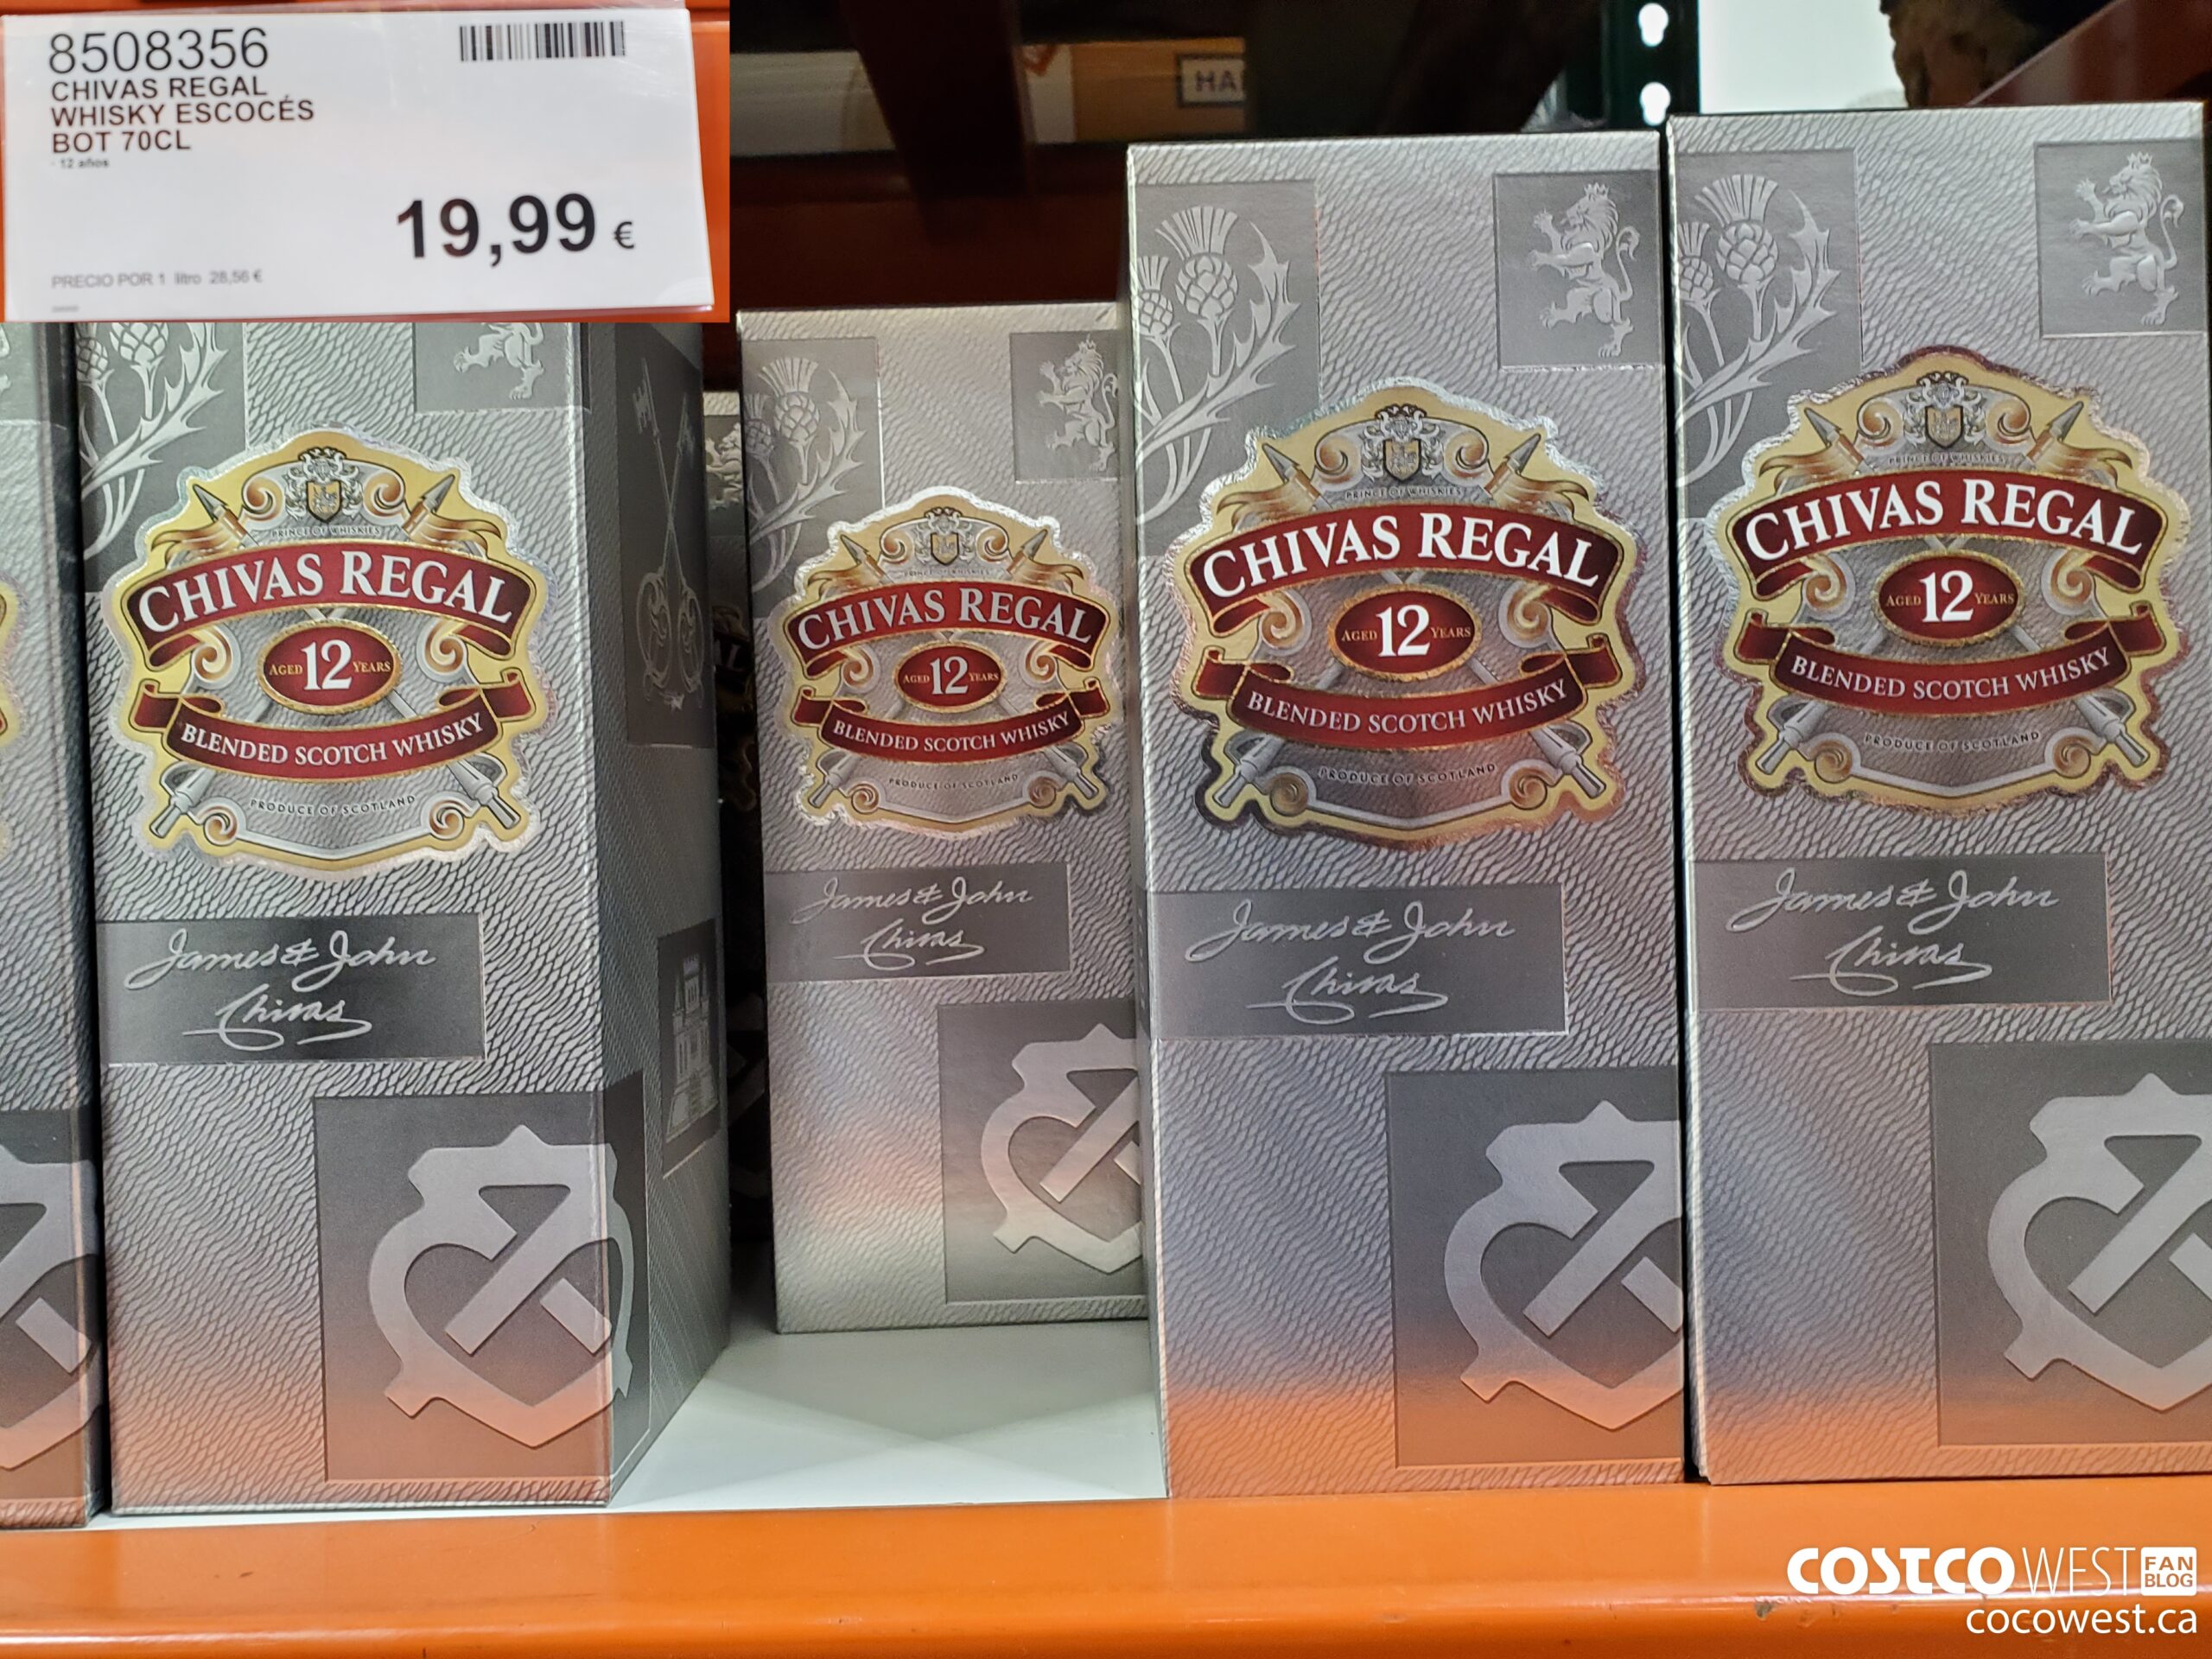 8508356
CHIVAS REGAL
WHISKY ESCOCÉS
BOT 70CL
- 12 años
19,99 €
PRECIO POR 1 litro 28,56 €
HA
PRINCE OF WHISKIES
CHIVAS REGAL
AGED 12 YEARS
BLENDED SCOTCH WHISKY
PRODUCE OF SCOTLAND
James & John
Chivas
PRINCE OF WHISKIES
CHIVAS REGAL
AGED 12 YEARS
BLENDED SCOTCH WHISKY
PRODUCE OF SCOTLAND
James & John
Chivas
PRINCE OF WHISKIES
CHIVAS REGAL
AGED 12 YEARS
BLENDED SCOTCH WHISKY
PRODUCE OF SCOTLAND
James & John
Chivas
PRINCE OF WHISKIES
CHIVAS REGAL
AGED 12 YEARS
BLENDED SCOTCH WHISKY
PRODUCE OF SCOTLAND
James & John
Chivas
COSTCO WEST FAN BLOG
cocowest.ca